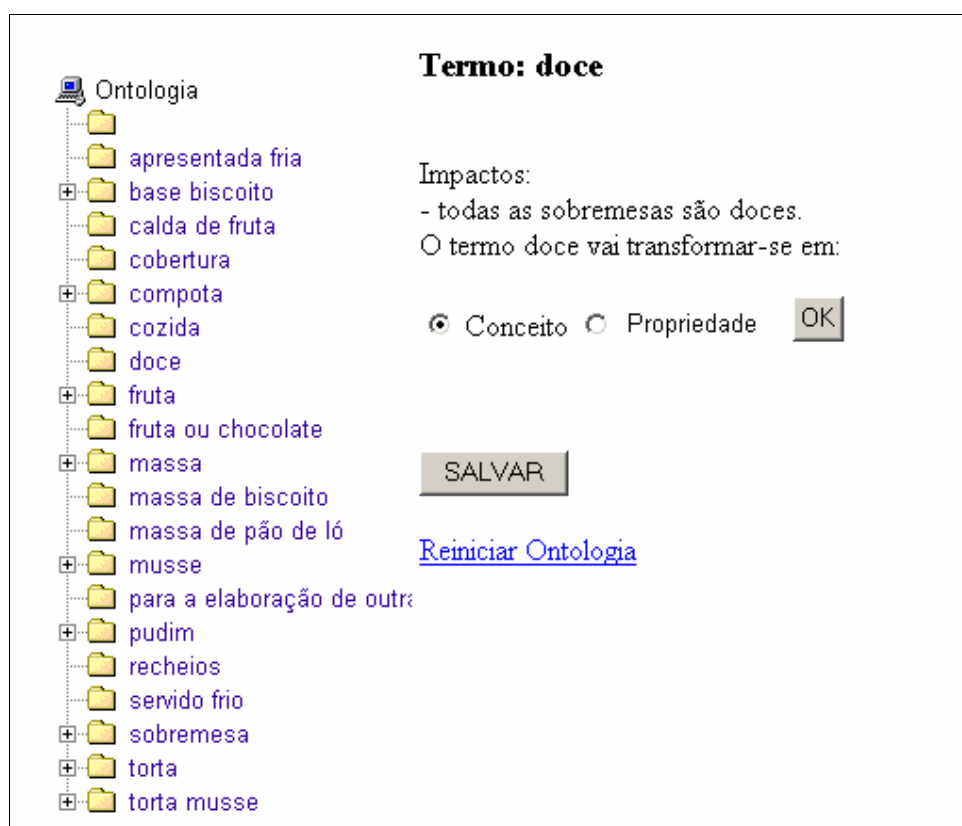 Ontologia
apresentada fria
base biscoito
calda de fruta
cobertura
compota
cozida
doce
fruta
fruta ou chocolate
massa
massa de biscoito
massa de pão de ló
musse
para a elaboração de outra
pudim
recheios
servido frio
sobremesa
torta
torta musse
Termo: doce
Impactos:
- todas as sobremesas são doces.
O termo doce vai transformar-se em:
Conceito Propriedade OK
SALVAR
Reiniciar Ontologia